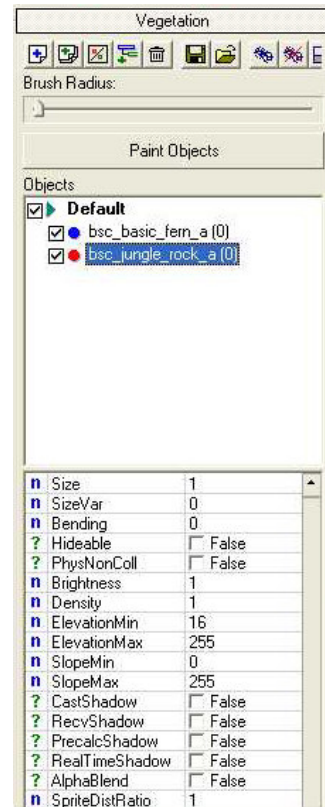 Vegetation
Brush Radius:
Paint Objects
Objects
Default
bsc_basic_fern_a (0)
bsc_jungle_rock_a (0)
n Size 1
n SizeVar 0
n Bending 0
? Hideable False
? PhysNonColl False
n Brightness 1
n Density 1
n ElevationMin 16
n ElevationMax 255
n SlopeMin 0
n SlopeMax 255
? CastShadow False
? RecvShadow False
? PrecalcShadow False
? RealTimeShadow False
? AlphaBlend False
n SpriteDistRatio 1